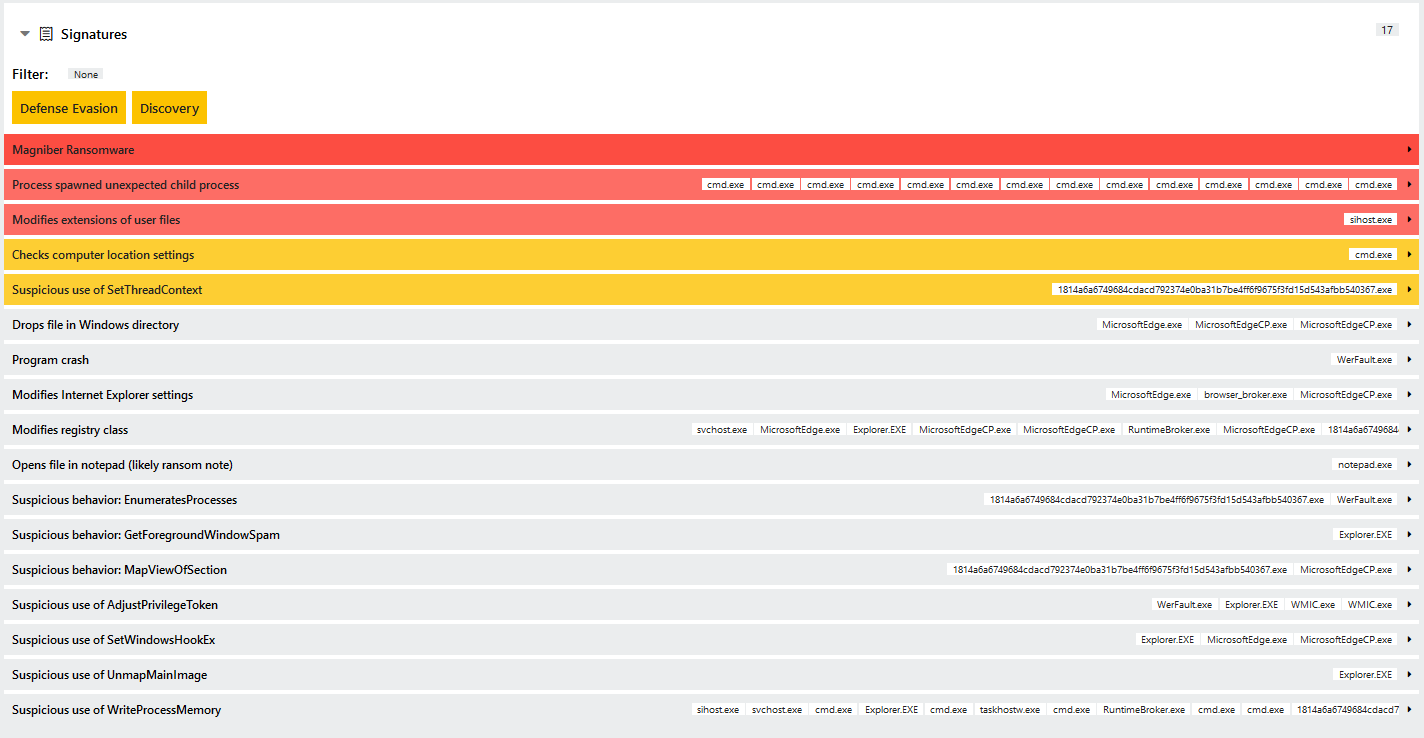 Signatures 17
Filter: None
Defense Evasion Discovery
Magniber Ransomware
Process spawned unexpected child process cmd.exe cmd.exe cmd.exe cmd.exe cmd.exe cmd.exe cmd.exe cmd.exe cmd.exe cmd.exe cmd.exe cmd.exe cmd.exe cmd.exe
Modifies extensions of user files sihost.exe
Checks computer location settings cmd.exe
Suspicious use of SetThreadContext 1814a6a6749684cdacd792374e0ba31b7be4ff6f9675f3fd15d543afbb540367.exe
Drops file in Windows directory MicrosoftEdge.exe MicrosoftEdgeCP.exe MicrosoftEdgeCP.exe
Program crash WerFault.exe
Modifies Internet Explorer settings MicrosoftEdge.exe browser_broker.exe MicrosoftEdgeCP.exe
Modifies registry class svchost.exe MicrosoftEdge.exe Explorer.EXE MicrosoftEdgeCP.exe MicrosoftEdgeCP.exe RuntimeBroker.exe MicrosoftEdgeCP.exe 1814a6a6749684
Opens file in notepad (likely ransom note) notepad.exe
Suspicious behavior: EnumeratesProcesses 1814a6a6749684cdacd792374e0ba31b7be4ff6f9675f3fd15d543afbb540367.exe WerFault.exe
Suspicious behavior: GetForegroundWindowSpam Explorer.EXE
Suspicious behavior: MapViewOfSection 1814a6a6749684cdacd792374e0ba31b7be4ff6f9675f3fd15d543afbb540367.exe MicrosoftEdgeCP.exe
Suspicious use of AdjustPrivilegeToken WerFault.exe Explorer.EXE WMIC.exe WMIC.exe
Suspicious use of SetWindowsHookEx Explorer.EXE MicrosoftEdge.exe MicrosoftEdgeCP.exe
Suspicious use of UnmapMainImage Explorer.EXE
Suspicious use of WriteProcessMemory sihost.exe svchost.exe cmd.exe Explorer.EXE cmd.exe taskhostw.exe cmd.exe RuntimeBroker.exe cmd.exe cmd.exe 1814a6a6749684cdacd7